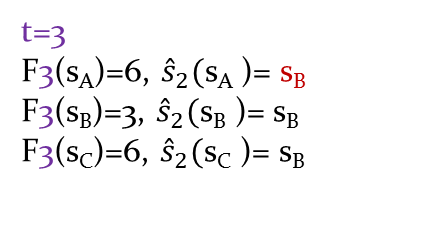 t=3
F3(sA)=6, ŝ2(sA )= sB
F3(sB)=3, ŝ2(sB )= sB
F3(sC)=6, ŝ2(sC )= sB